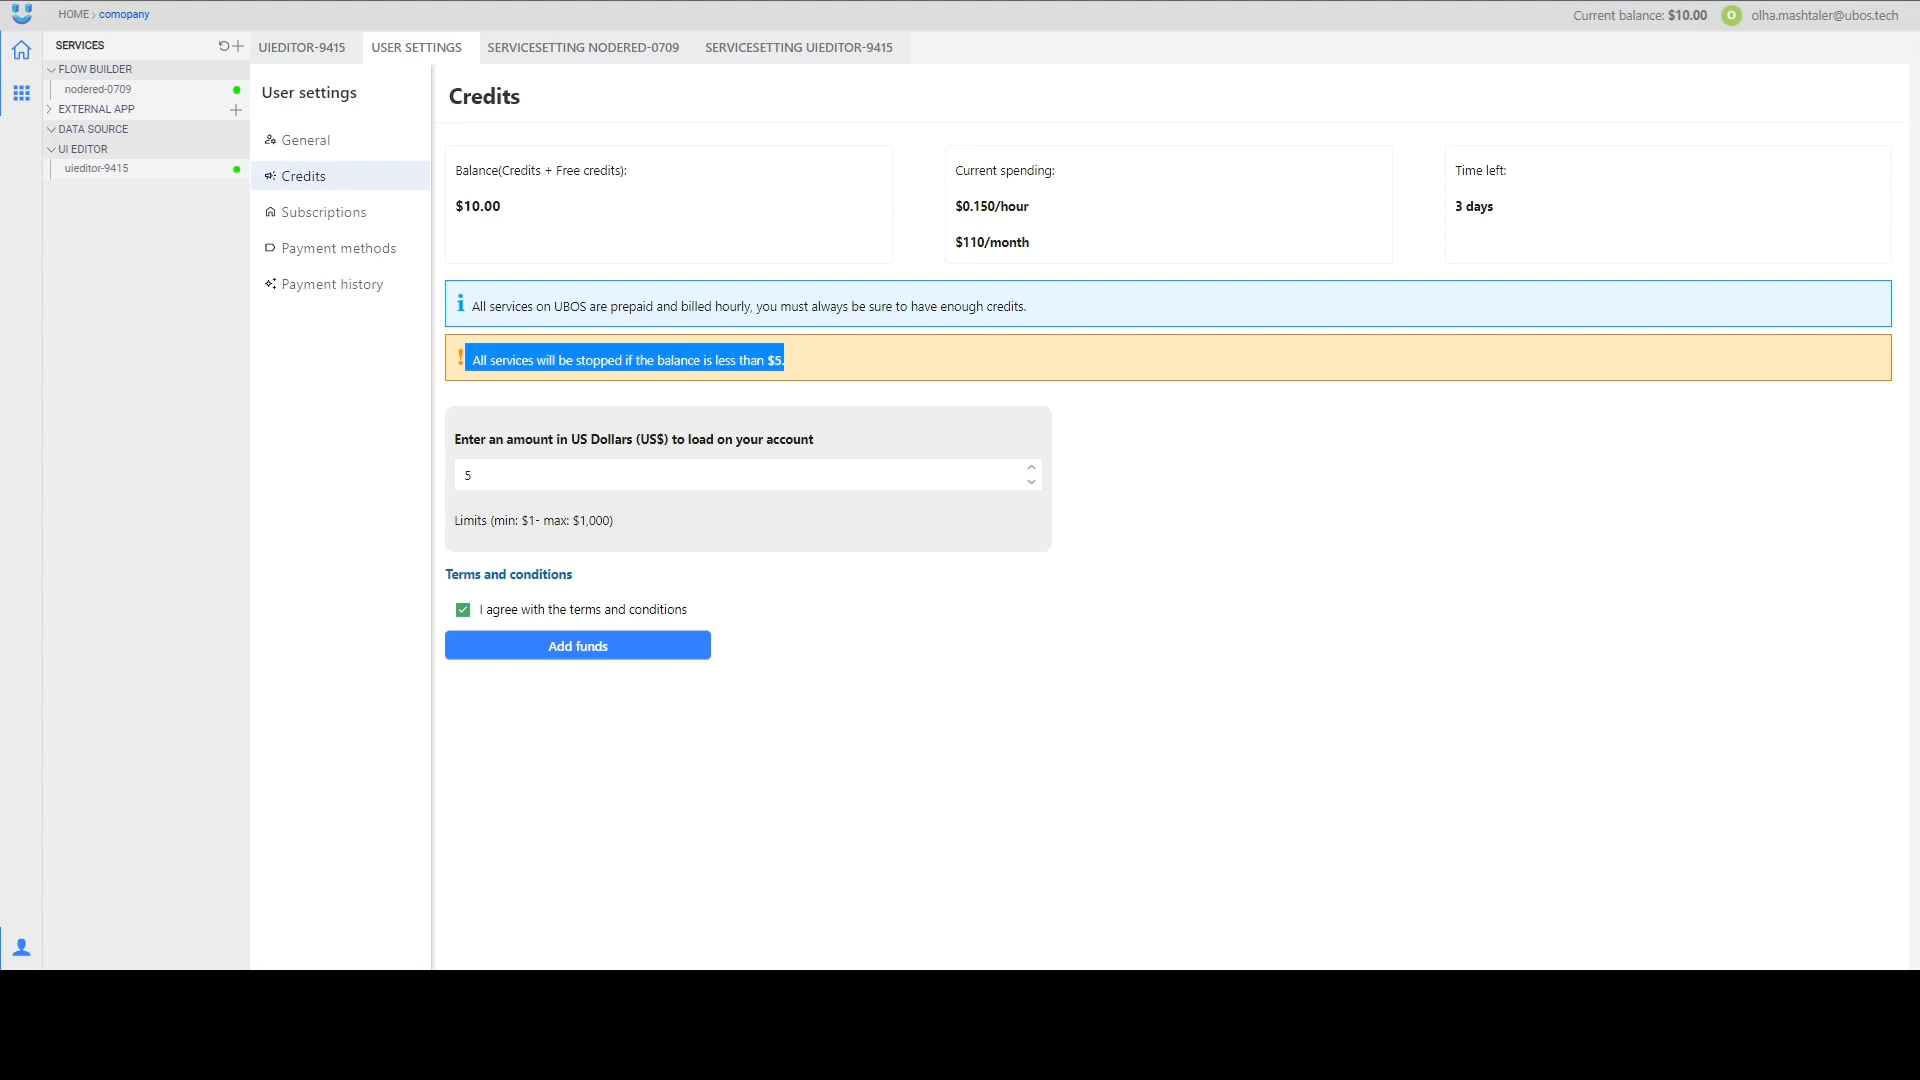 HOME › comopany
Current balance: $10.00
O
olha.mashtaler@ubos.tech
SERVICES
FLOW BUILDER
nodered-0709
EXTERNAL APP
DATA SOURCE
UI EDITOR
uieditor-9415
UIEDITOR-9415
USER SETTINGS
SERVICESETTING NODERED-0709
SERVICESETTING UIEDITOR-9415
User settings
General
Credits
Subscriptions
Payment methods
Payment history
Credits
Balance(Credits + Free credits):
$10.00
Current spending:
$0.150/hour
$110/month
Time left:
3 days
All services on UBOS are prepaid and billed hourly, you must always be sure to have enough credits.
All services will be stopped if the balance is less than $5.
Enter an amount in US Dollars (US$) to load on your account
5
Limits (min: $1- max: $1,000)
Terms and conditions
I agree with the terms and conditions
Add funds